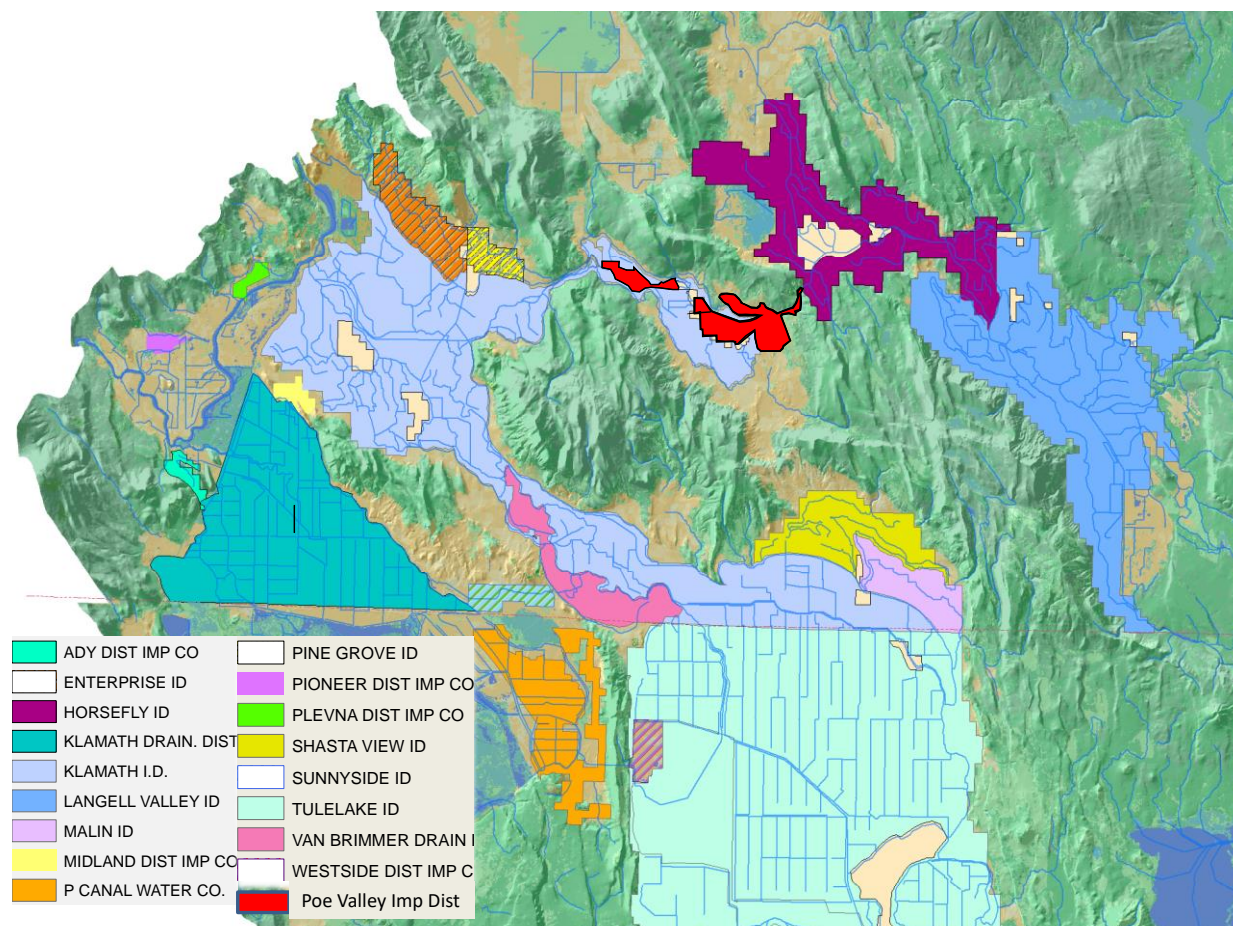 ADY DIST IMP CO
ENTERPRISE ID
HORSEFLY ID
KLAMATH DRAIN. DIST
KLAMATH I.D.
LANGELL VALLEY ID
MALIN ID
MIDLAND DIST IMP CO
P CANAL WATER CO.
PINE GROVE ID
PIONEER DIST IMP CO
PLEVNA DIST IMP CO
SHASTA VIEW ID
SUNNYSIDE ID
TULELAKE ID
VAN BRIMMER DRAIN
WESTSIDE DIST IMP C
Poe Valley Imp Dist